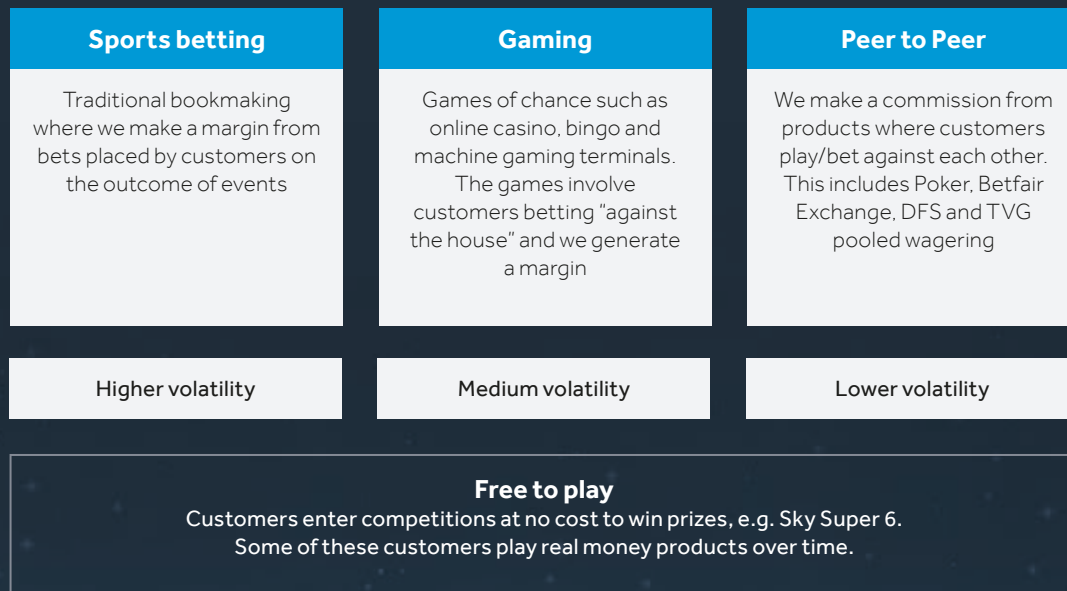 Sports betting
Traditional bookmaking
where we make a margin from
bets placed by customers on
the outcome of events
Higher volatility
Gaming
Games of chance such as
online casino, bingo and
machine gaming terminals.
The games involve
customers betting "against
the house" and we generate
a margin
Medium volatility
Peer to Peer
We make a commission from
products where customers
play/bet against each other.
This includes Poker, Betfair
Exchange, DFS and TVG
pooled wagering
Lower volatility
Free to play
Customers enter competitions at no cost to win prizes, e.g. Sky Super 6.
Some of these customers play real money products over time.